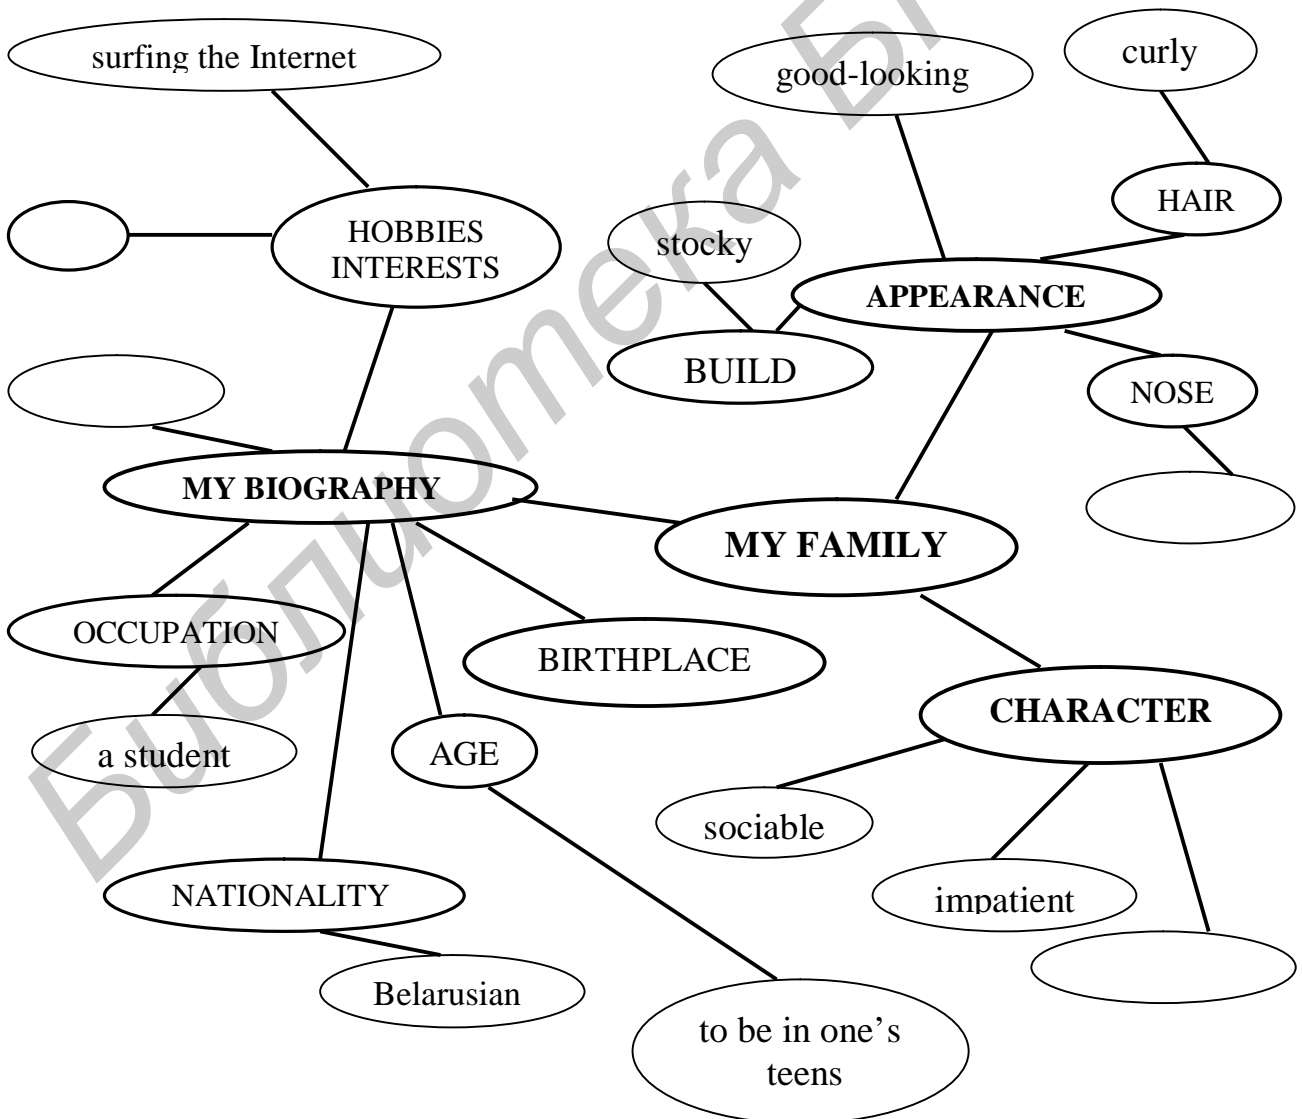 surfing the Internet
good-looking
curly
HAIR
HOBBIES
INTERESTS
stocky
APPEARANCE
BUILD
NOSE
MY BIOGRAPHY
MY FAMILY
OCCUPATION
BIRTHPLACE
CHARACTER
a student
AGE
sociable
NATIONALITY
impatient
Belarusian
to be in one’s
teens
Библиотека